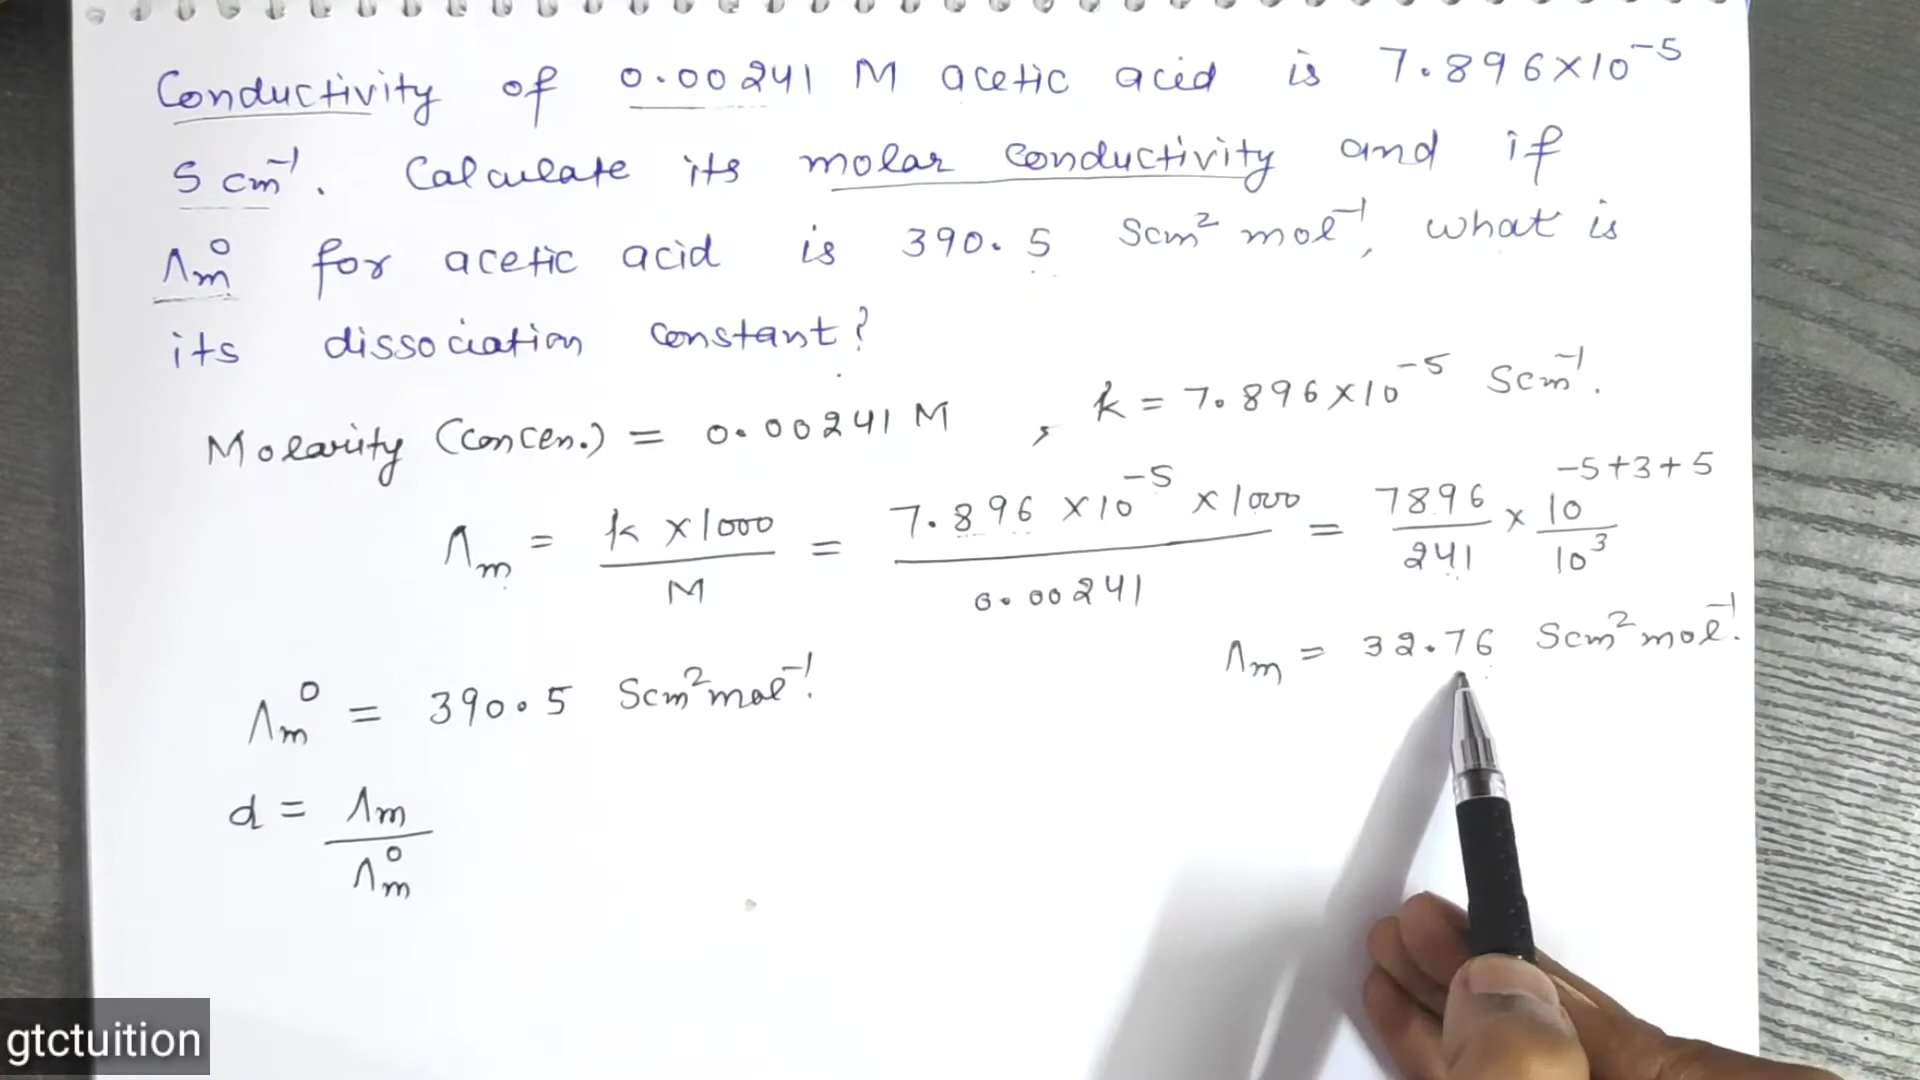 Conductivity of 0.00241 M acetic acid is 7.896×10⁻⁵
S cm⁻¹. Calculate its molar conductivity and if
Λm⁰ for acetic acid is 390.5 Scm² mol⁻¹, what is
its dissociation constant?
Molarity (Concen.) = 0.00241 M , k = 7.896×10⁻⁵ Scm⁻¹.
Λm = k×1000/M = 7.896×10⁻⁵×1000/0.00241 = 7896/241 × 10⁻⁵⁺³⁺⁵/10³
Λm = 32.76 Scm² mol⁻¹.
Λm⁰ = 390.5 Scm² mol⁻¹.
d = Λm/Λm⁰
gtctuition